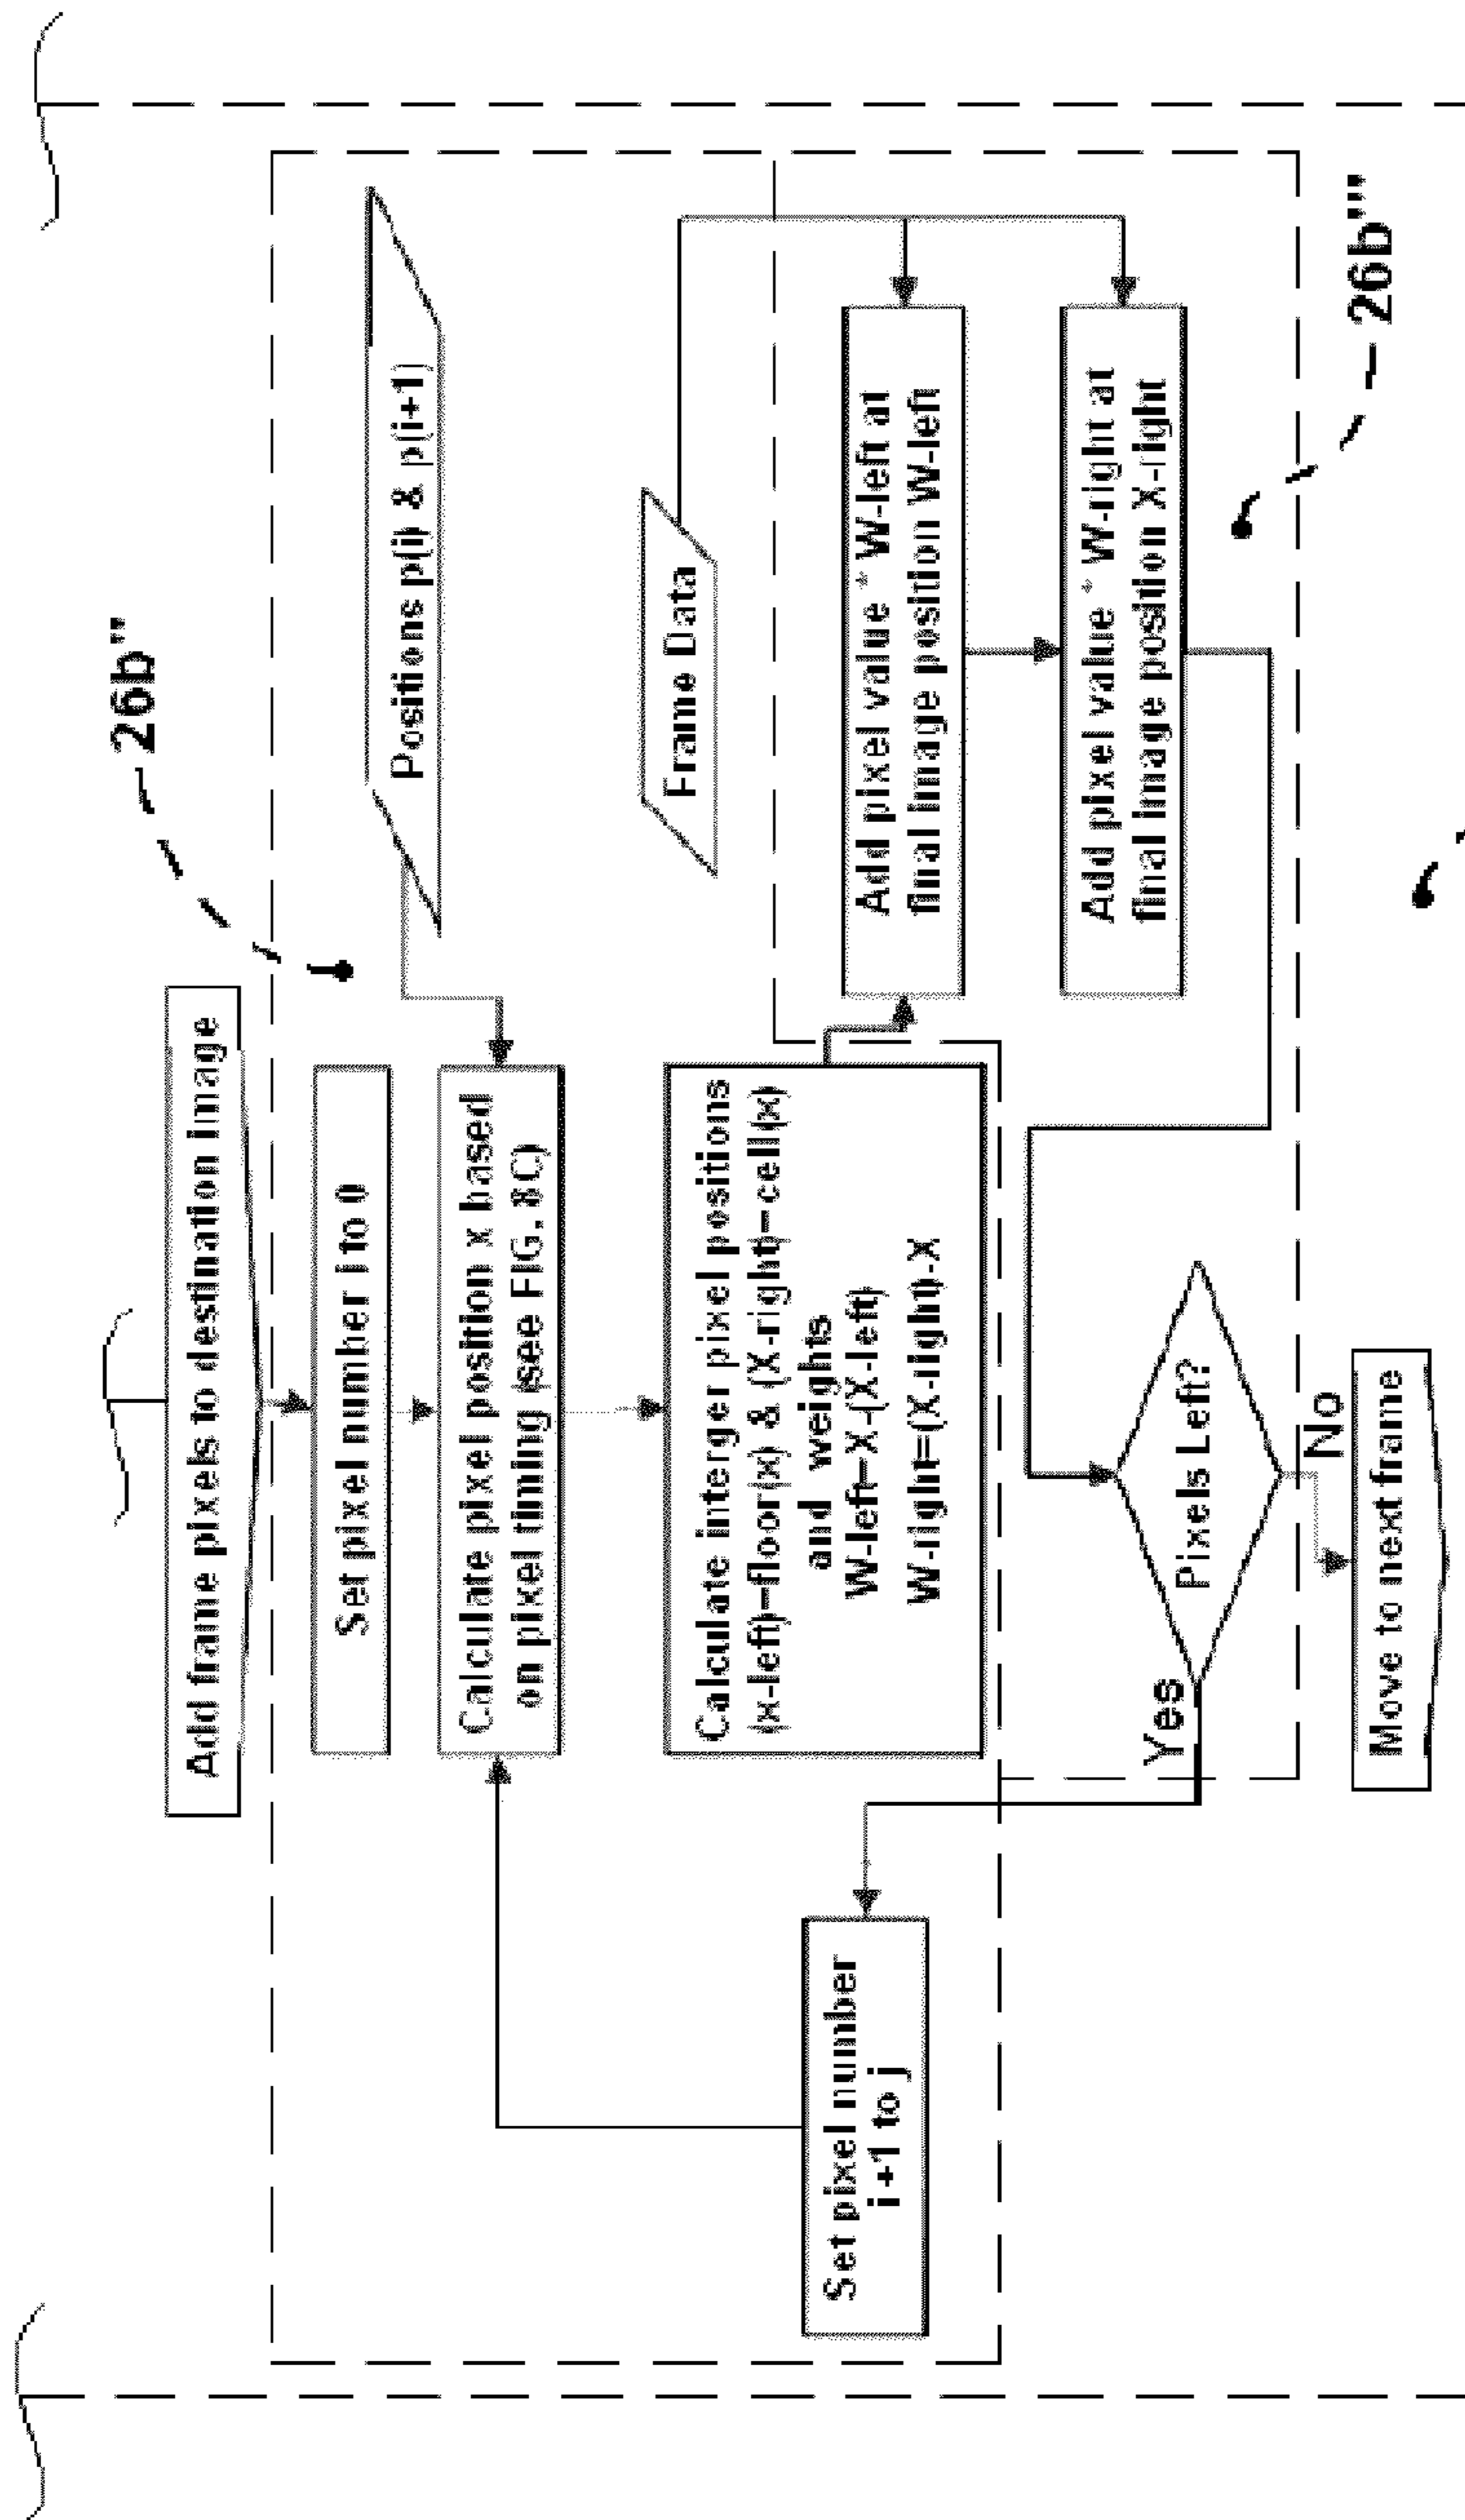 26b''
Add frame pixels to destination image
Set pixel number i to 0
Positions p(i) & p(i+1)
Calculate pixel position x based
on pixel timing (see FIG. 8C)
Frame Data
Calculate interger pixel positions
(x-left)=floor(x) & (X-right)=cell(x)
and weights
W-left=X-(X-left)
W-right=(X-right)-X
Add pixel value * W-left at
final image position W-left
Add pixel value * W-right at
final image position X-right
Set pixel number
i+1 to j
Pixels Left?
Yes
No
Move to next frame
26b'''